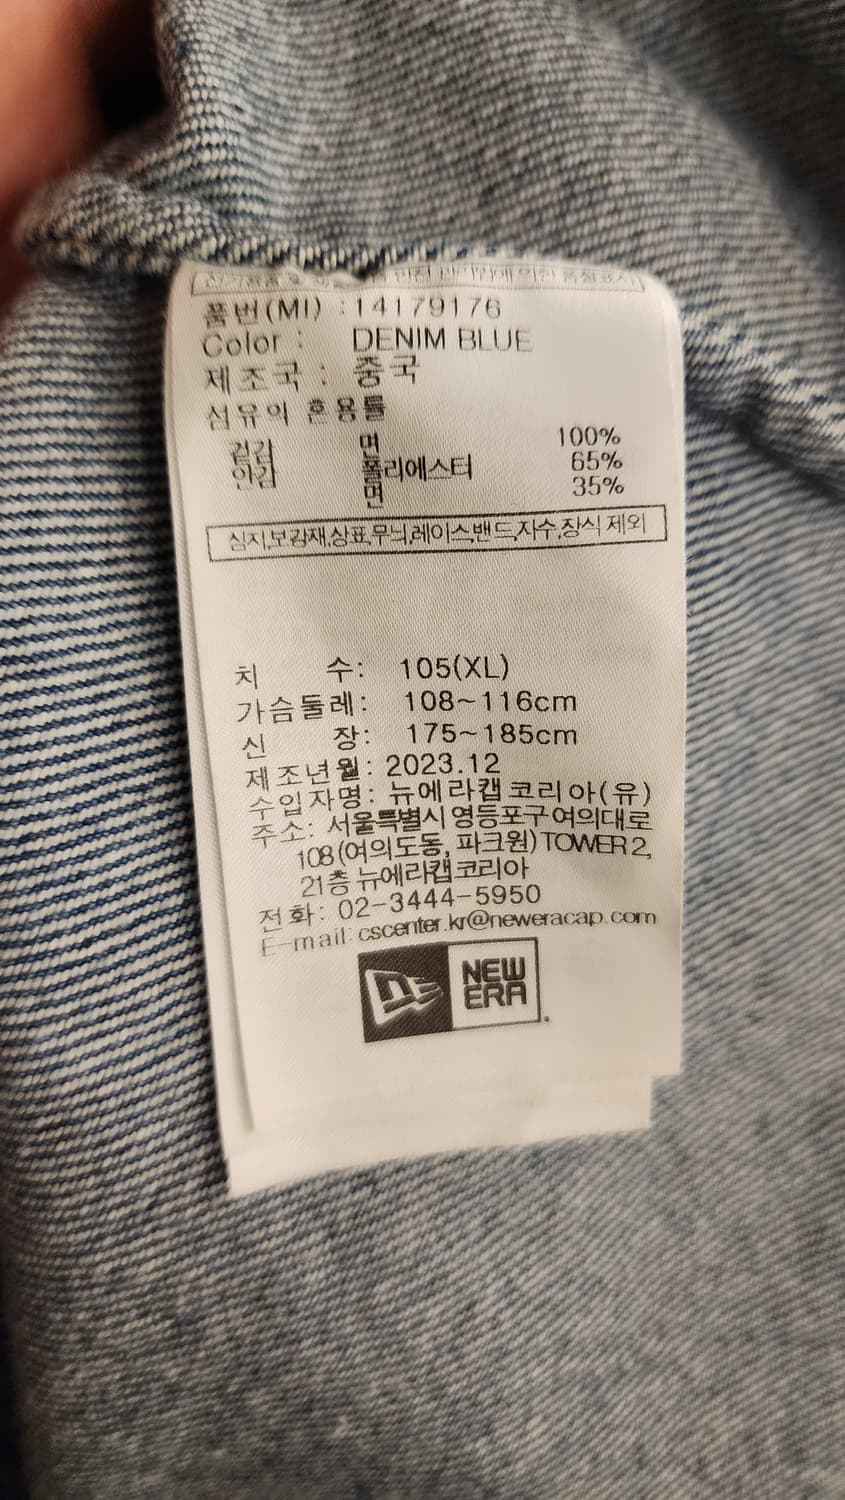 품번(MI) :14179176
Color : DENIM BLUE
제조국 : 중국
섬유의 혼용률
겉감 면 100%
안감 폴리에스터 65%
면 35%
심지,보강재,상표,무늬,레이스,밴드,자수,장식 제외
치 수: 105(XL)
가슴둘레: 108~116cm
신 장: 175~185cm
제조년월: 2023.12
수입자명: 뉴에라캡코리아(유)
주소: 서울특별시 영등포구 여의대로
108 (여의도동, 파크원) TOWER 2,
21층 뉴에라캡코리아
전화: 02-3444-5950
E-mail: cscenter.kr@neweracap.com
NEW
ERA